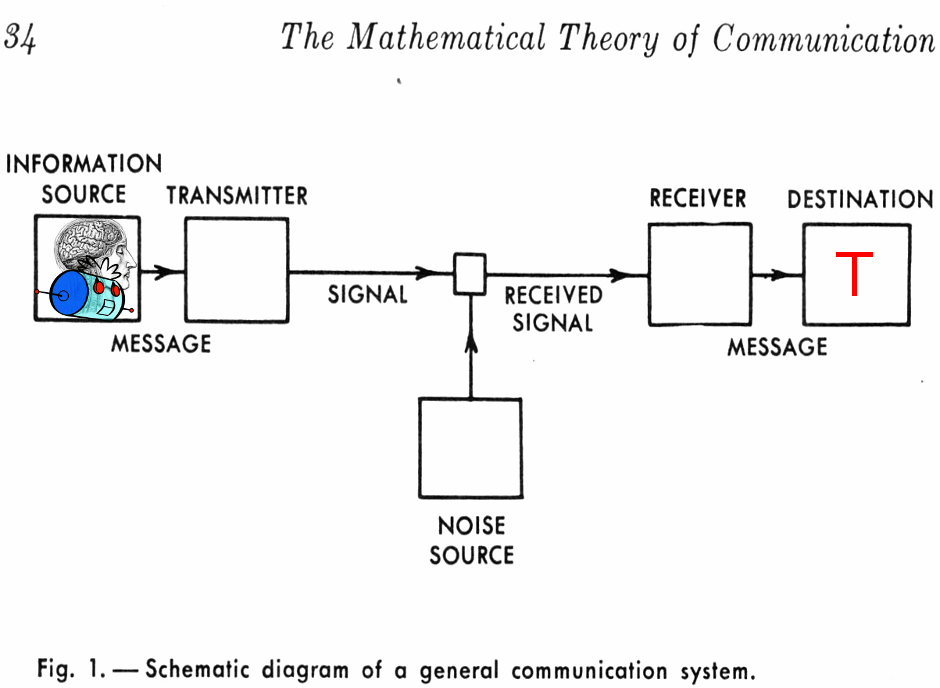 34
The Mathematical Theory of Communication
INFORMATION
SOURCE
TRANSMITTER
RECEIVER
DESTINATION
T
SIGNAL
RECEIVED
SIGNAL
MESSAGE
MESSAGE
NOISE
SOURCE
Fig. 1. — Schematic diagram of a general communication system.